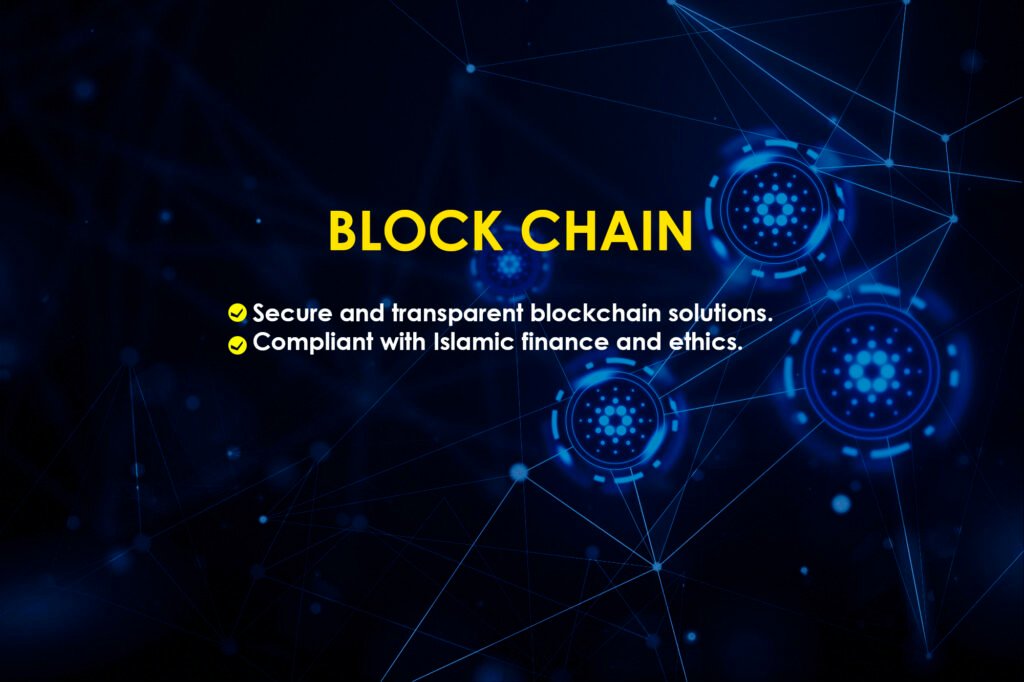 BLOCK CHAIN
Secure and transparent blockchain solutions.
Compliant with Islamic finance and ethics.